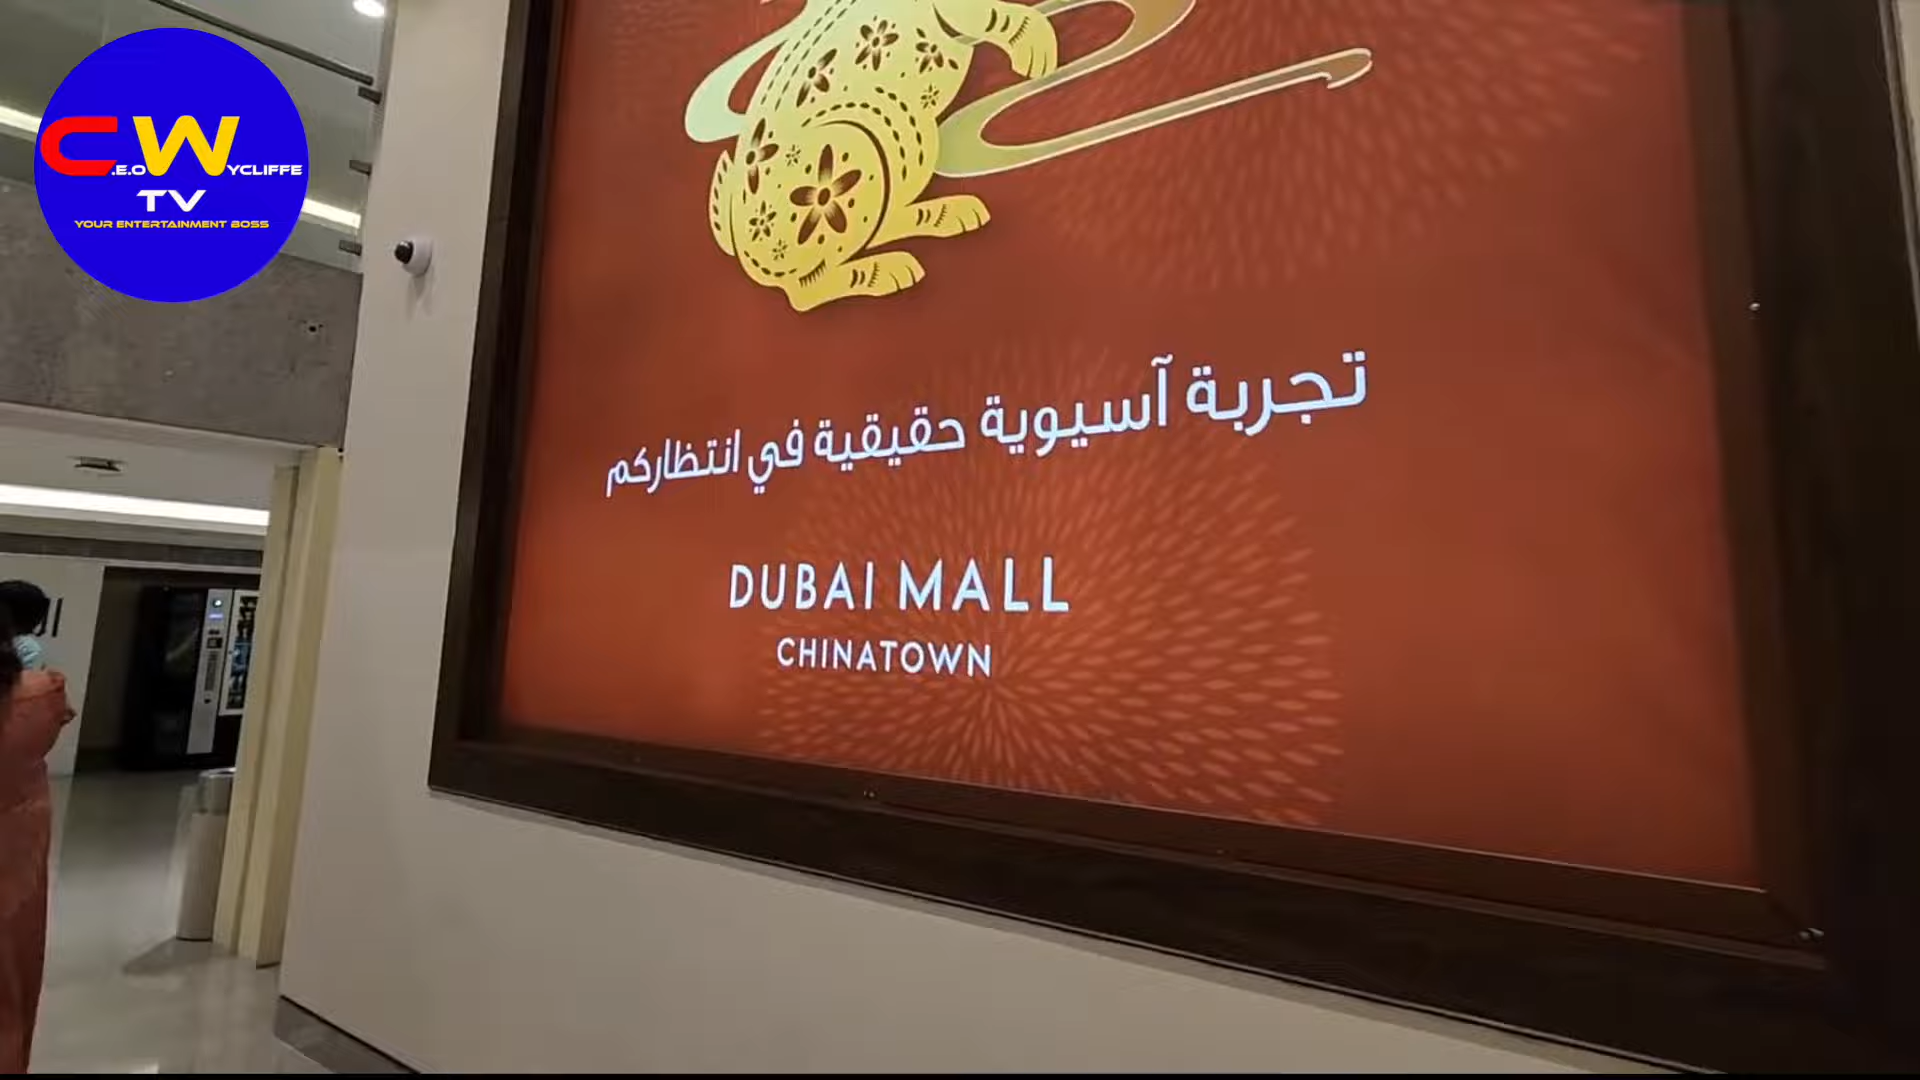 C.E.O WYCLIFFE
TV
YOUR ENTERTAINMENT BOSS
تجربة آسيوية حقيقية في انتظاركم
DUBAI MALL
CHINATOWN